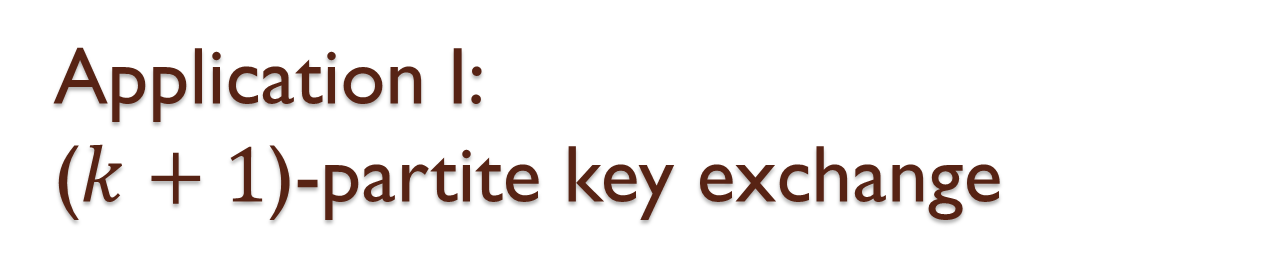 Application I:
(k + 1)-partite key exchange